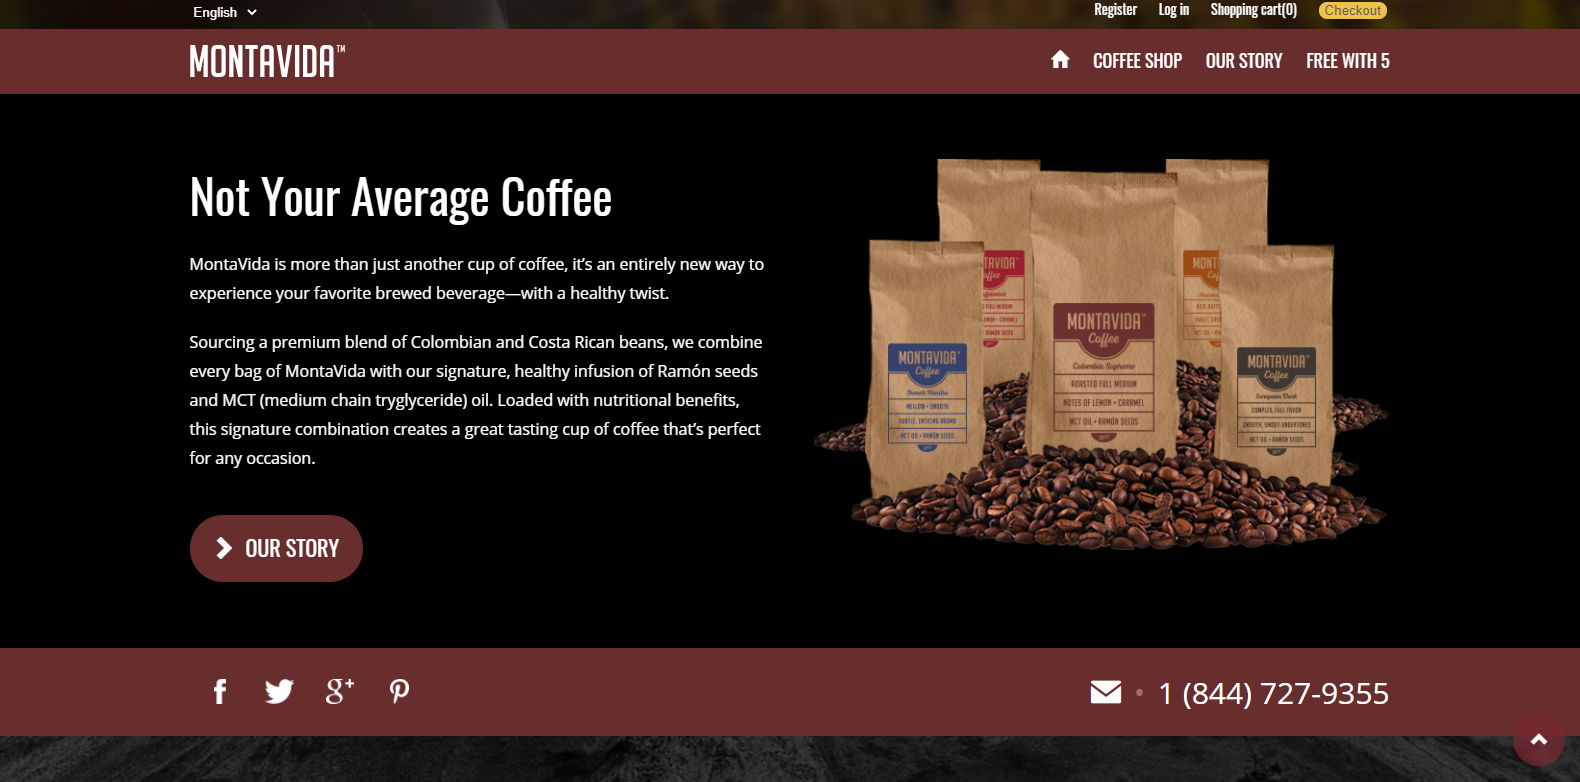 English
Register Log in Shopping cart(0) Checkout
MONTAVIDA™
COFFEE SHOP OUR STORY FREE WITH 5
Not Your Average Coffee
MontaVida is more than just another cup of coffee, it’s an entirely new way to
experience your favorite brewed beverage—with a healthy twist.
Sourcing a premium blend of Colombian and Costa Rican beans, we combine
every bag of MontaVida with our signature, healthy infusion of Ramón seeds
and MCT (medium chain tryglyceride) oil. Loaded with nutritional benefits,
this signature combination creates a great tasting cup of coffee that’s perfect
for any occasion.
OUR STORY
MONTAVIDA™
Coffee
French Vanilla
MELLOW + SMOOTH
SUBTLE, ENTICING AROMA
MCT OIL + RAMÓN SEEDS
MONTAVIDA™
Coffee
Colombia Supremo
ROASTED FULL MEDIUM
NOTES OF LEMON + CARAMEL
MCT OIL + RAMÓN SEEDS
MONTAVIDA™
Coffee
European Dark
COMPLEX, FULL FLAVOR
SMOOTH, SMOKY UNDERTONES
MCT OIL + RAMÓN SEEDS
1 (844) 727-9355